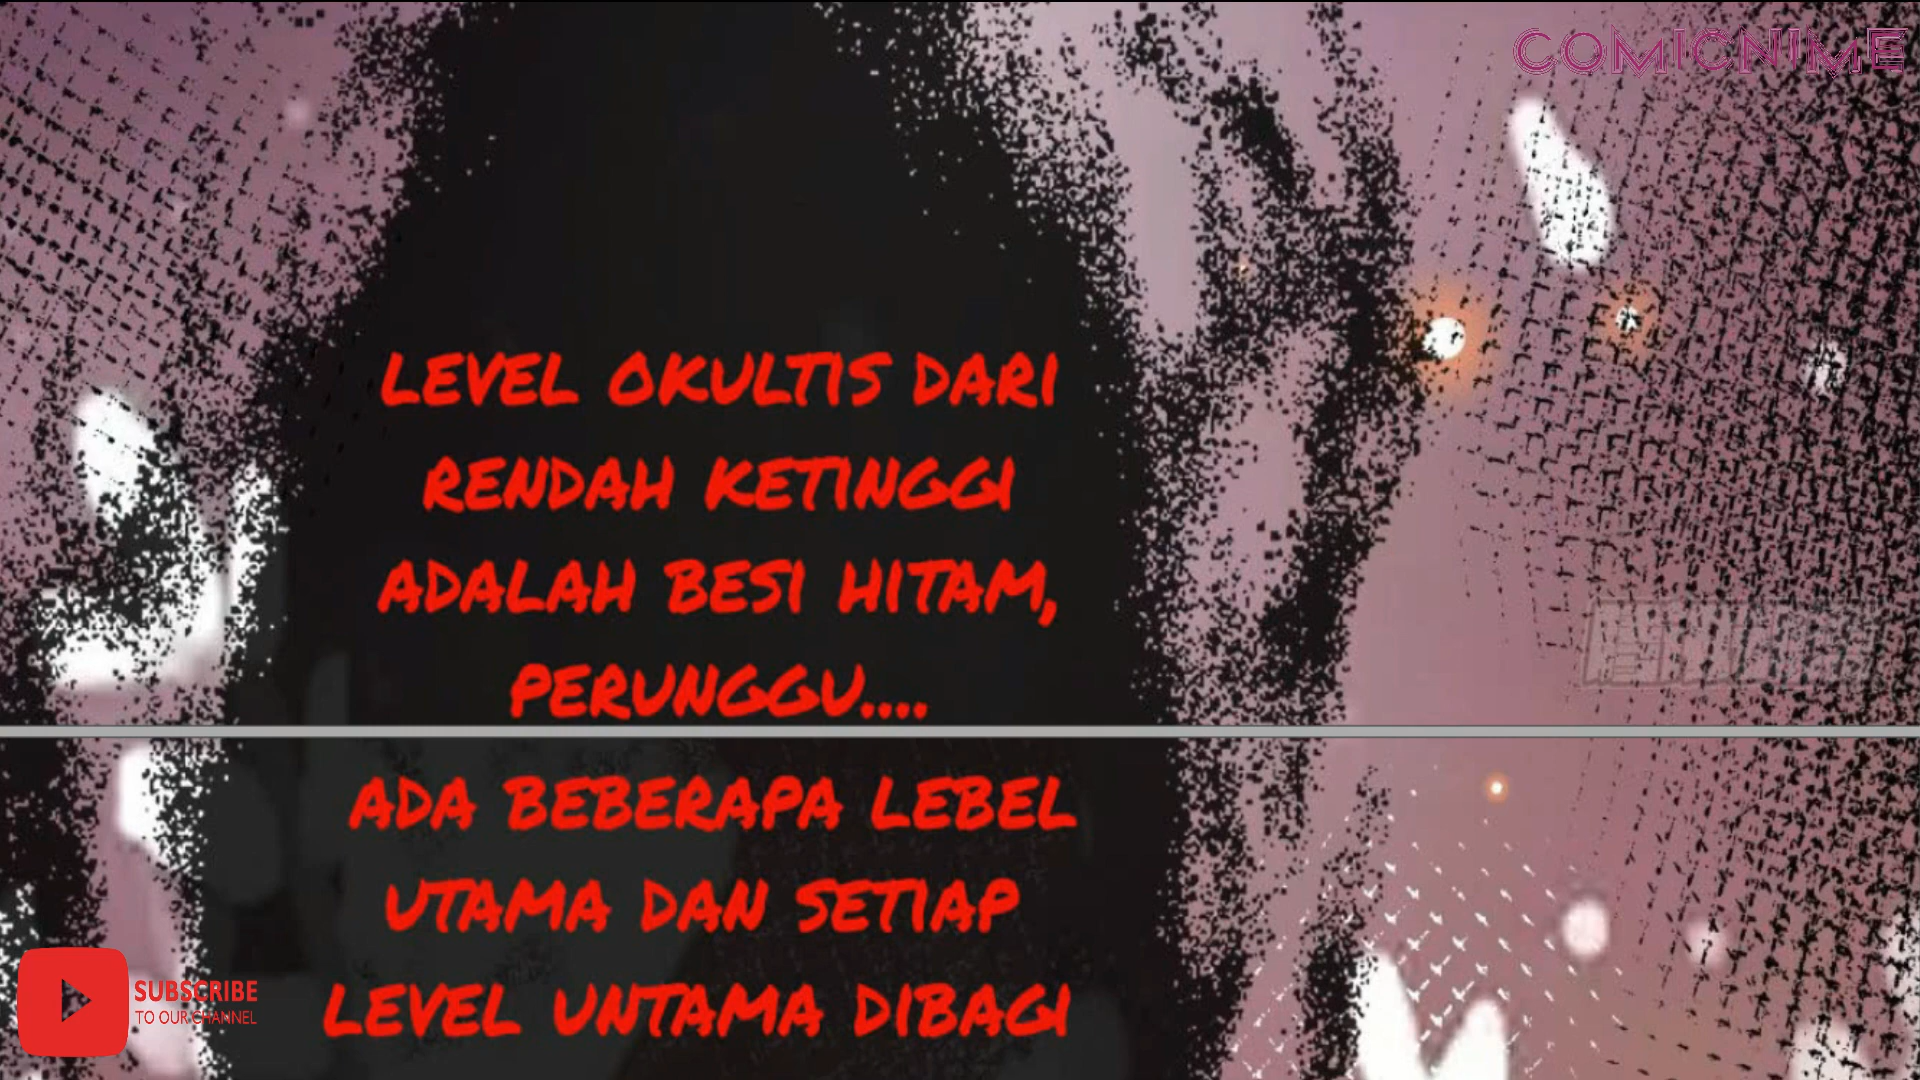 COMICNIME
LEVEL OKULTIS DARI
RENDAH KETINGGI
ADALAH BESI HITAM,
PERUNGGU....
ADA BEBERAPA LEBEL
UTAMA DAN SETIAP
LEVEL UNTAMA DIBAGI
SUBSCRIBE
TO OUR CHANNEL